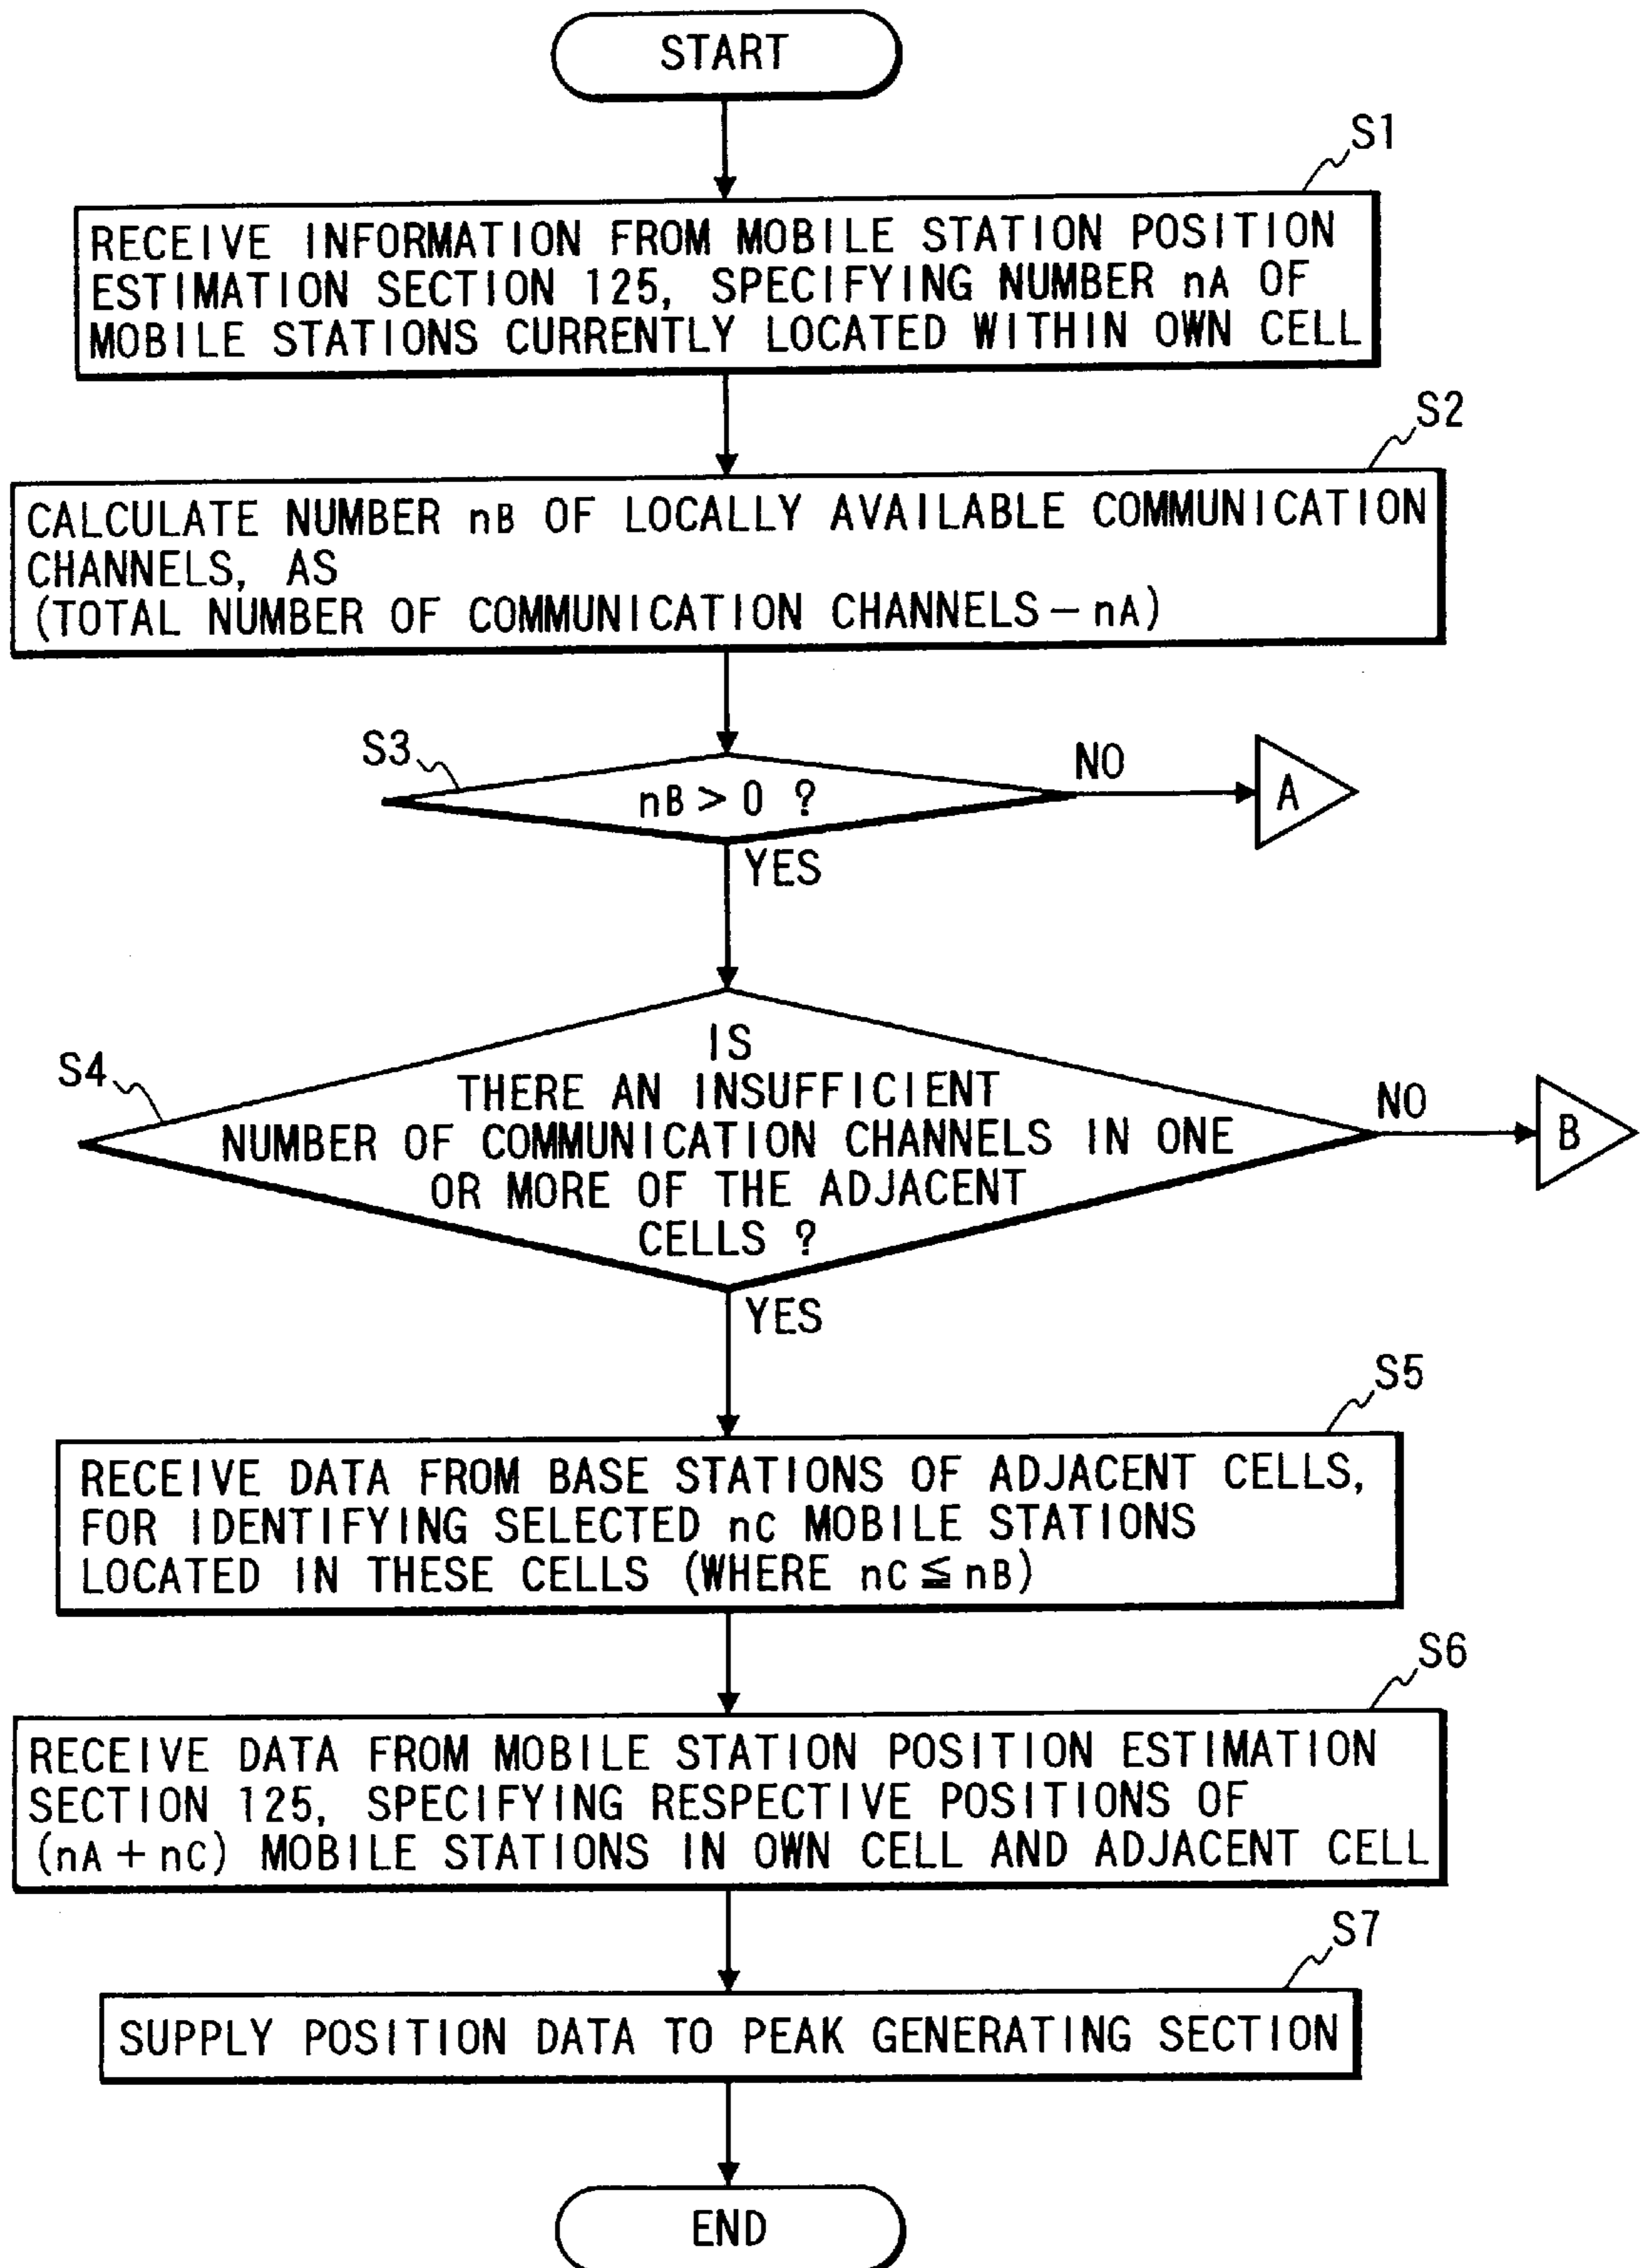 START
S1
RECEIVE INFORMATION FROM MOBILE STATION POSITION
ESTIMATION SECTION 125, SPECIFYING NUMBER nA OF
MOBILE STATIONS CURRENTLY LOCATED WITHIN OWN CELL
S2
CALCULATE NUMBER nB OF LOCALLY AVAILABLE COMMUNICATION
CHANNELS, AS
(TOTAL NUMBER OF COMMUNICATION CHANNELS-nA)
S3
nB > 0 ?
NO
A
YES
S4
IS
THERE AN INSUFFICIENT
NUMBER OF COMMUNICATION CHANNELS IN ONE
OR MORE OF THE ADJACENT
CELLS ?
NO
B
YES
S5
RECEIVE DATA FROM BASE STATIONS OF ADJACENT CELLS,
FOR IDENTIFYING SELECTED nC MOBILE STATIONS
LOCATED IN THESE CELLS (WHERE nC≦nB)
S6
RECEIVE DATA FROM MOBILE STATION POSITION ESTIMATION
SECTION 125, SPECIFYING RESPECTIVE POSITIONS OF
(nA+nC) MOBILE STATIONS IN OWN CELL AND ADJACENT CELL
S7
SUPPLY POSITION DATA TO PEAK GENERATING SECTION
END